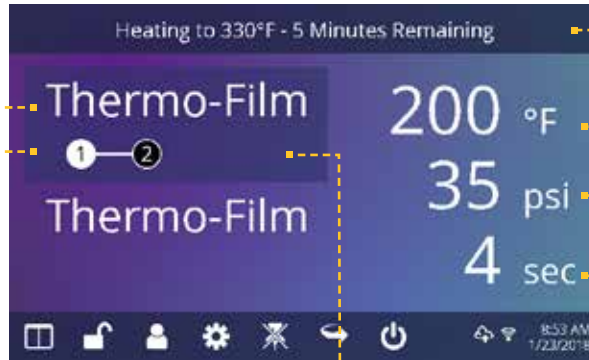 Heating to 330°F - 5 Minutes Remaining
Thermo-Film
1 2
Thermo-Film
200 °F
35 psi
4 sec
8:53 AM
1/23/2018